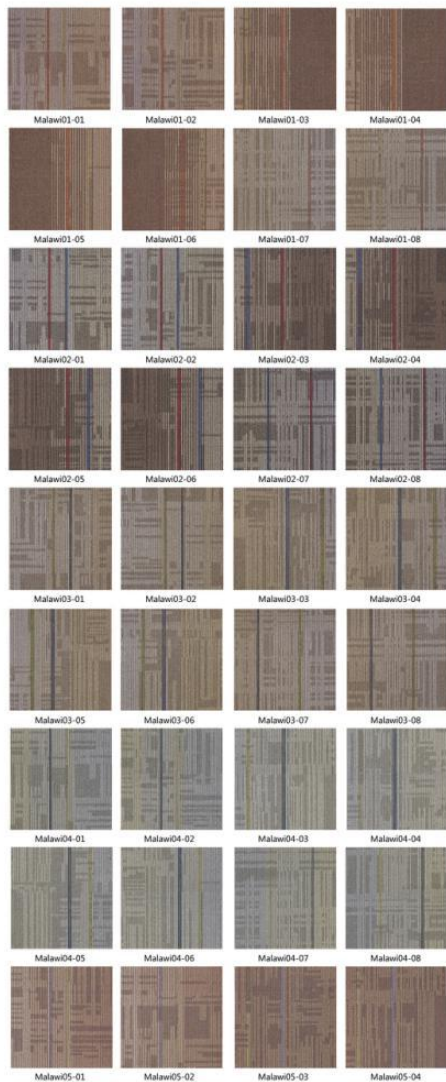 Malawi01-01 Malawi01-02 Malawi01-03 Malawi01-04
Malawi01-05 Malawi01-06 Malawi01-07 Malawi01-08
Malawi02-01 Malawi02-02 Malawi02-03 Malawi02-04
Malawi02-05 Malawi02-06 Malawi02-07 Malawi02-08
Malawi03-01 Malawi03-02 Malawi03-03 Malawi03-04
Malawi03-05 Malawi03-06 Malawi03-07 Malawi03-08
Malawi04-01 Malawi04-02 Malawi04-03 Malawi04-04
Malawi04-05 Malawi04-06 Malawi04-07 Malawi04-08
Malawi05-01 Malawi05-02 Malawi05-03 Malawi05-04